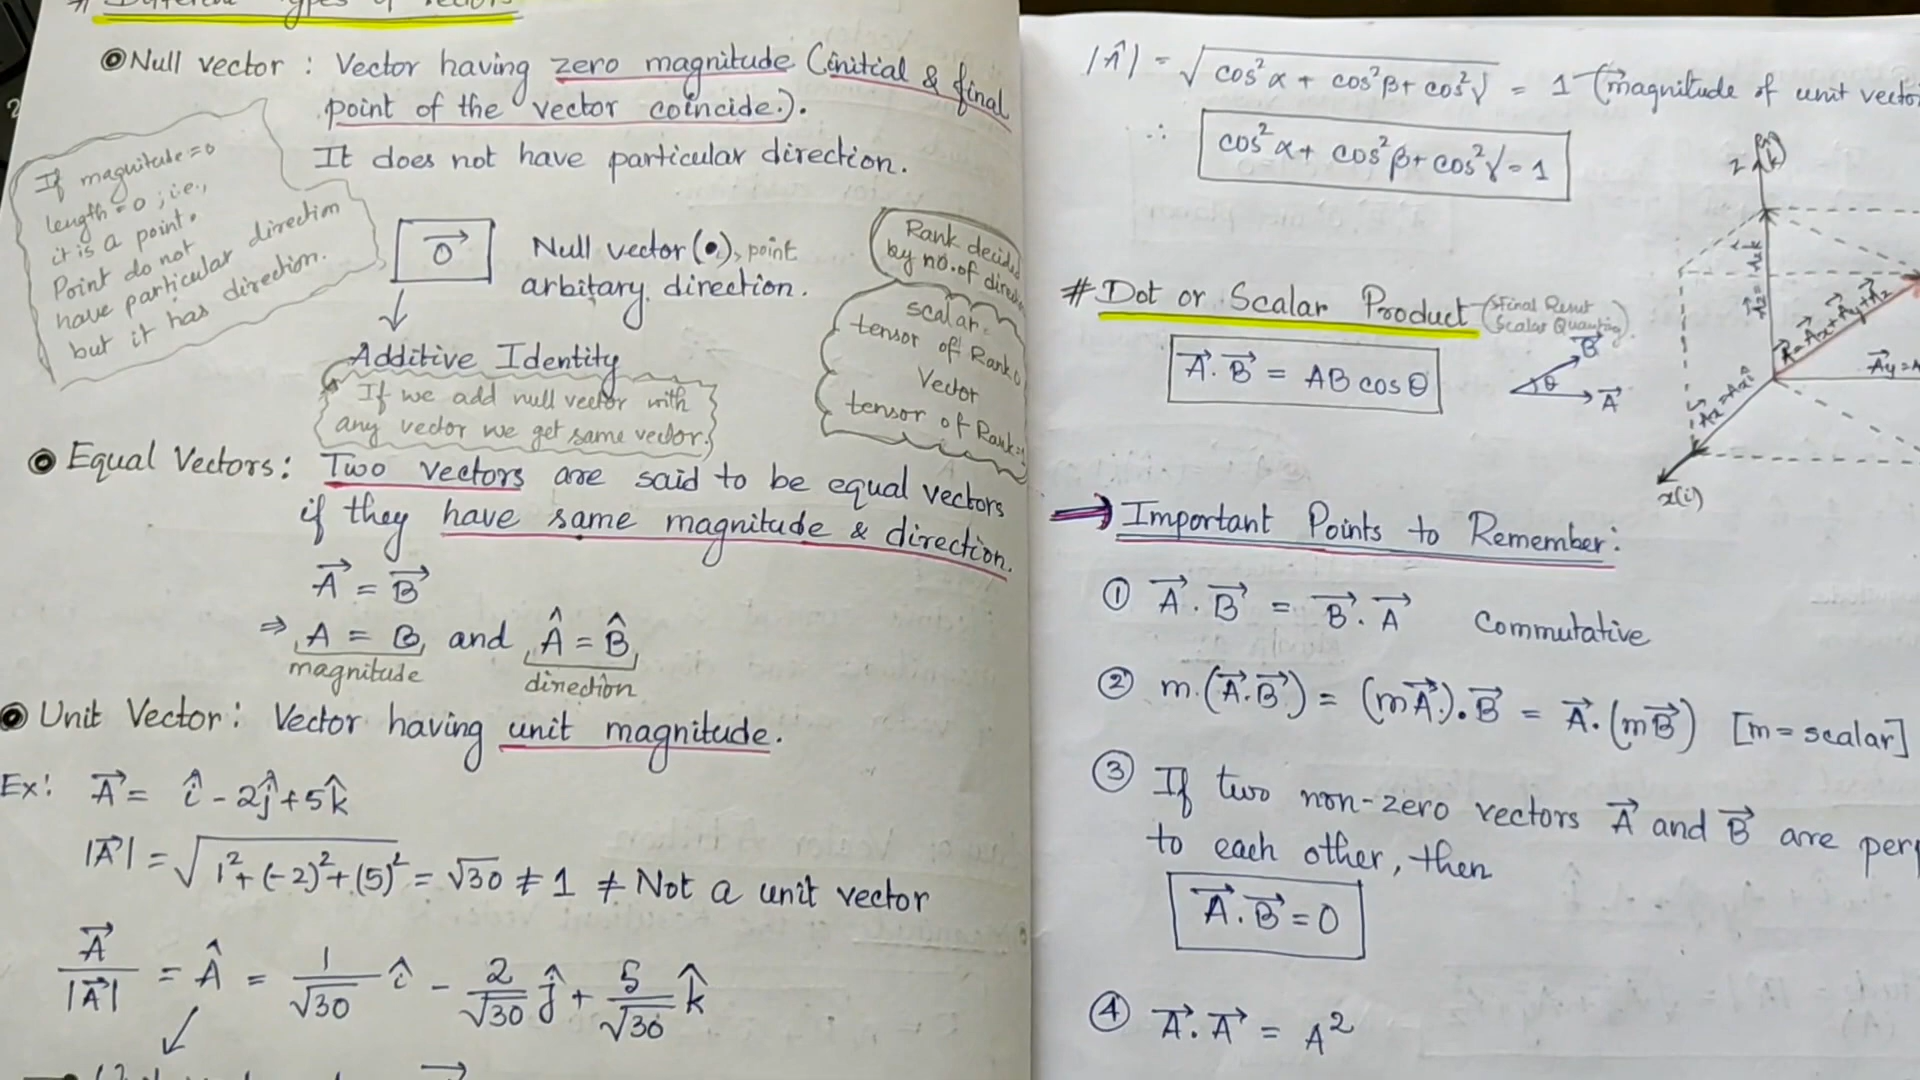 # Different Types of Vectors
Null vector : Vector having zero magnitude (initial & final
point of the vector coincide.).
It does not have particular direction.
If magnitude=0
length=0; i.e.,
it is a point.
Point do not
have particular direction
but it has direction.
0⃗ Null vector (•), point
arbitary direction.
Additive Identity
If we add null vector with
any vector we get same vector.
Rank decided
by no. of
scalar=
tensor of Rank 0
Vector
tensor of Rank=1
Equal Vectors: Two vectors are said to be equal vectors
if they have same magnitude & direction.
A⃗ = B⃗
⇒ A = B and Â = B̂
magnitude direction
Unit Vector: Vector having unit magnitude.
Ex: A⃗ = î - 2ĵ + 5k̂
|A⃗| = √(1²+(-2)²+(5)²) = √30 ≠ 1 ≠ Not a unit vector
A⃗/|A⃗| = Â = 1/√30 î - 2/√30 ĵ + 5/√30 k̂
|Â| = √(cos²α + cos²β + cos²γ) = 1 (magnitude of unit
∴ cos²α + cos²β + cos²γ = 1
# Dot or Scalar Product (Final Result
Scalar Quantity)
A⃗.B⃗ = AB cosθ
B⃗
θ
A⃗
z (k̂)
A⃗=A⃗x+A⃗y+A⃗z
x(i)
→ Important Points to Remember:
① A⃗.B⃗ = B⃗.A⃗ Commutative
② m.(A⃗.B⃗) = (mA⃗).B⃗ = A⃗.(mB⃗) [m = scalar]
③ If two non-zero vectors A⃗ and B⃗ are
to each other, then
A⃗.B⃗ = 0
④ A⃗.A⃗ = A²